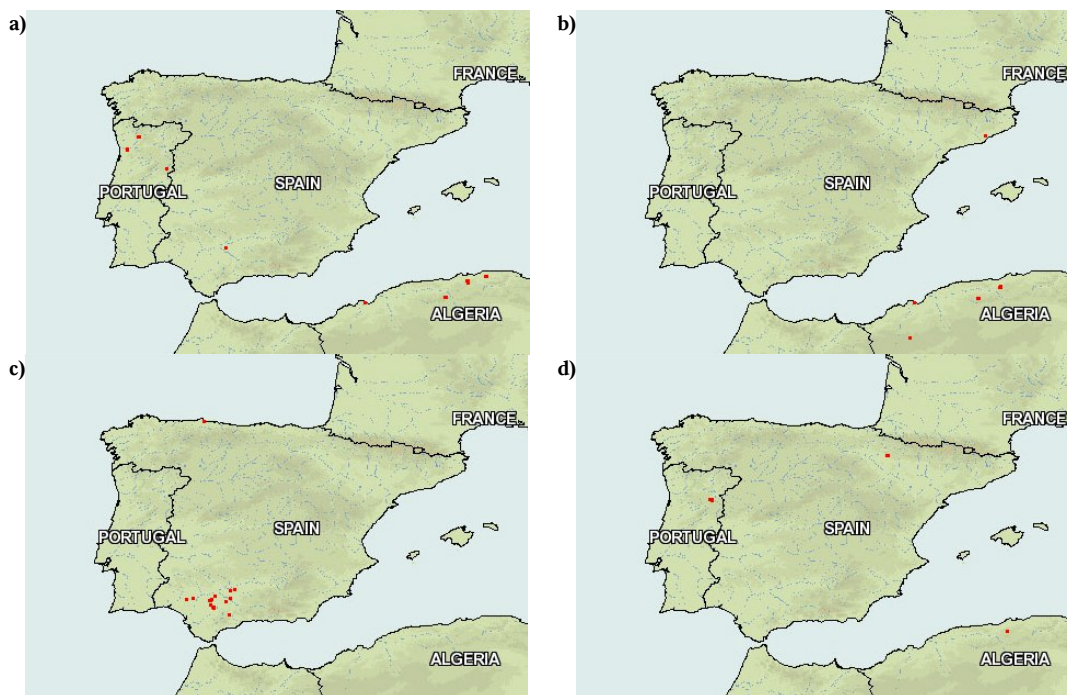 a)
FRANCE
PORTUGAL
SPAIN
ALGERIA
b)
FRANCE
PORTUGAL
SPAIN
ALGERIA
c)
FRANCE
PORTUGAL
SPAIN
ALGERIA
d)
FRANCE
PORTUGAL
SPAIN
ALGERIA